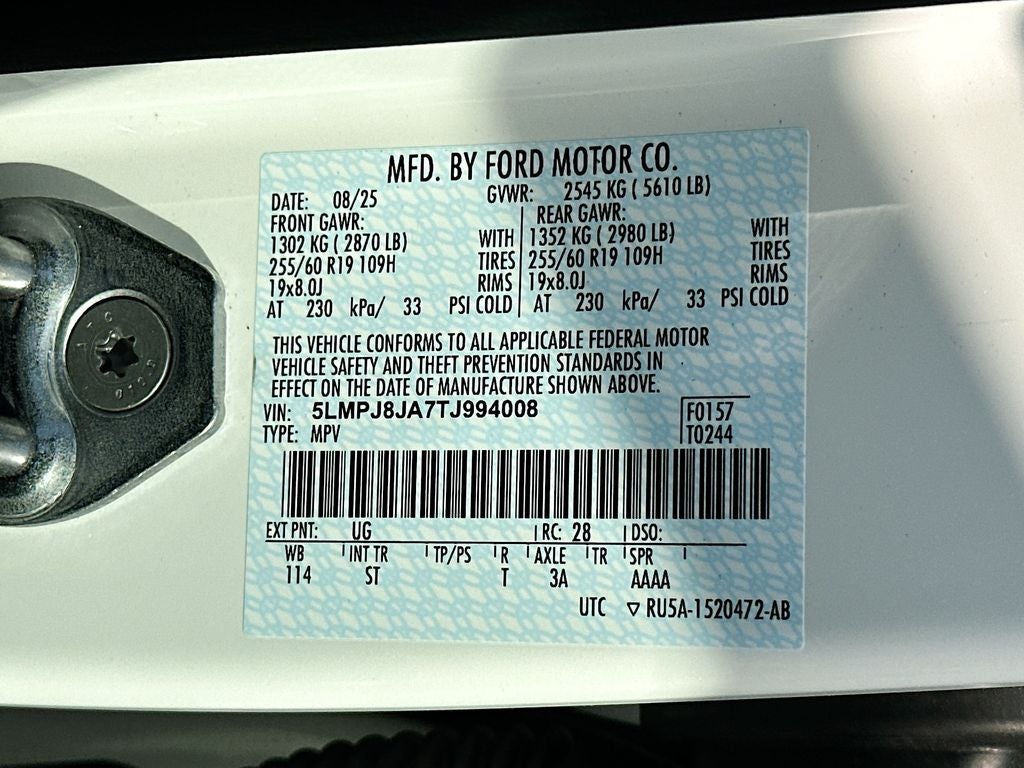 MFD. BY FORD MOTOR CO.
DATE: 08/25 GVWR: 2545 KG ( 5610 LB)
FRONT GAWR: REAR GAWR:
1302 KG ( 2870 LB) WITH 1352 KG ( 2980 LB) WITH
255/60 R19 109H TIRES 255/60 R19 109H TIRES
19x8.0J RIMS 19x8.0J RIMS
AT 230 kPa/ 33 PSI COLD AT 230 kPa/ 33 PSI COLD
THIS VEHICLE CONFORMS TO ALL APPLICABLE FEDERAL MOTOR
VEHICLE SAFETY AND THEFT PREVENTION STANDARDS IN
EFFECT ON THE DATE OF MANUFACTURE SHOWN ABOVE.
VIN: 5LMPJ8JA7TJ994008 F0157
TYPE: MPV T0244
EXT PNT: UG RC: 28 DSO:
WB INT TR TP/PS R AXLE TR SPR
114 ST T 3A AAAA
UTC ▽ RU5A-1520472-AB